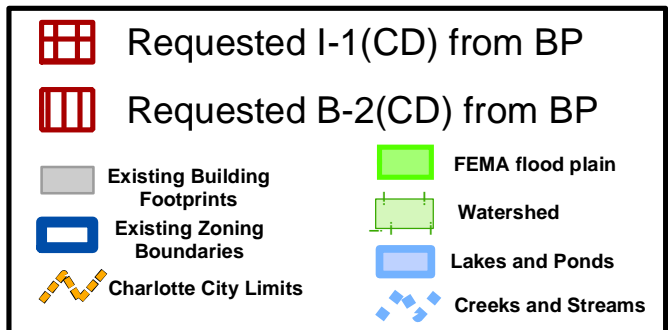 Requested I-1(CD) from BP
Requested B-2(CD) from BP
Existing Building
Footprints
Existing Zoning
Boundaries
Charlotte City Limits
FEMA flood plain
Watershed
Lakes and Ponds
Creeks and Streams